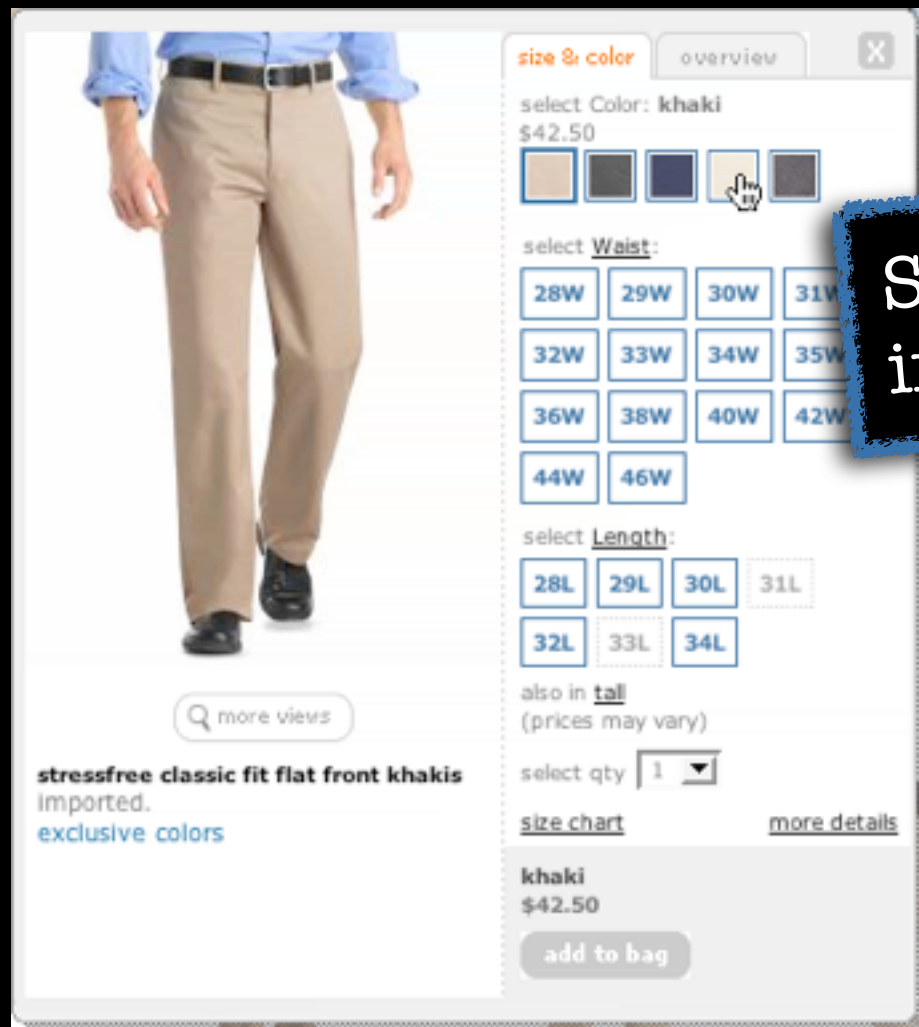 size & color overview X
select Color: khaki
$42.50
select Waist:
28W 29W 30W 31W
32W 33W 34W 35W
36W 38W 40W 42W
44W 46W
select Length:
28L 29L 30L 31L
32L 33L 34L
also in tall
(prices may vary)
select qty 1
size chart more details
khaki
$42.50
add to bag
more views
stressfree classic fit flat front khakis
imported.
exclusive colors